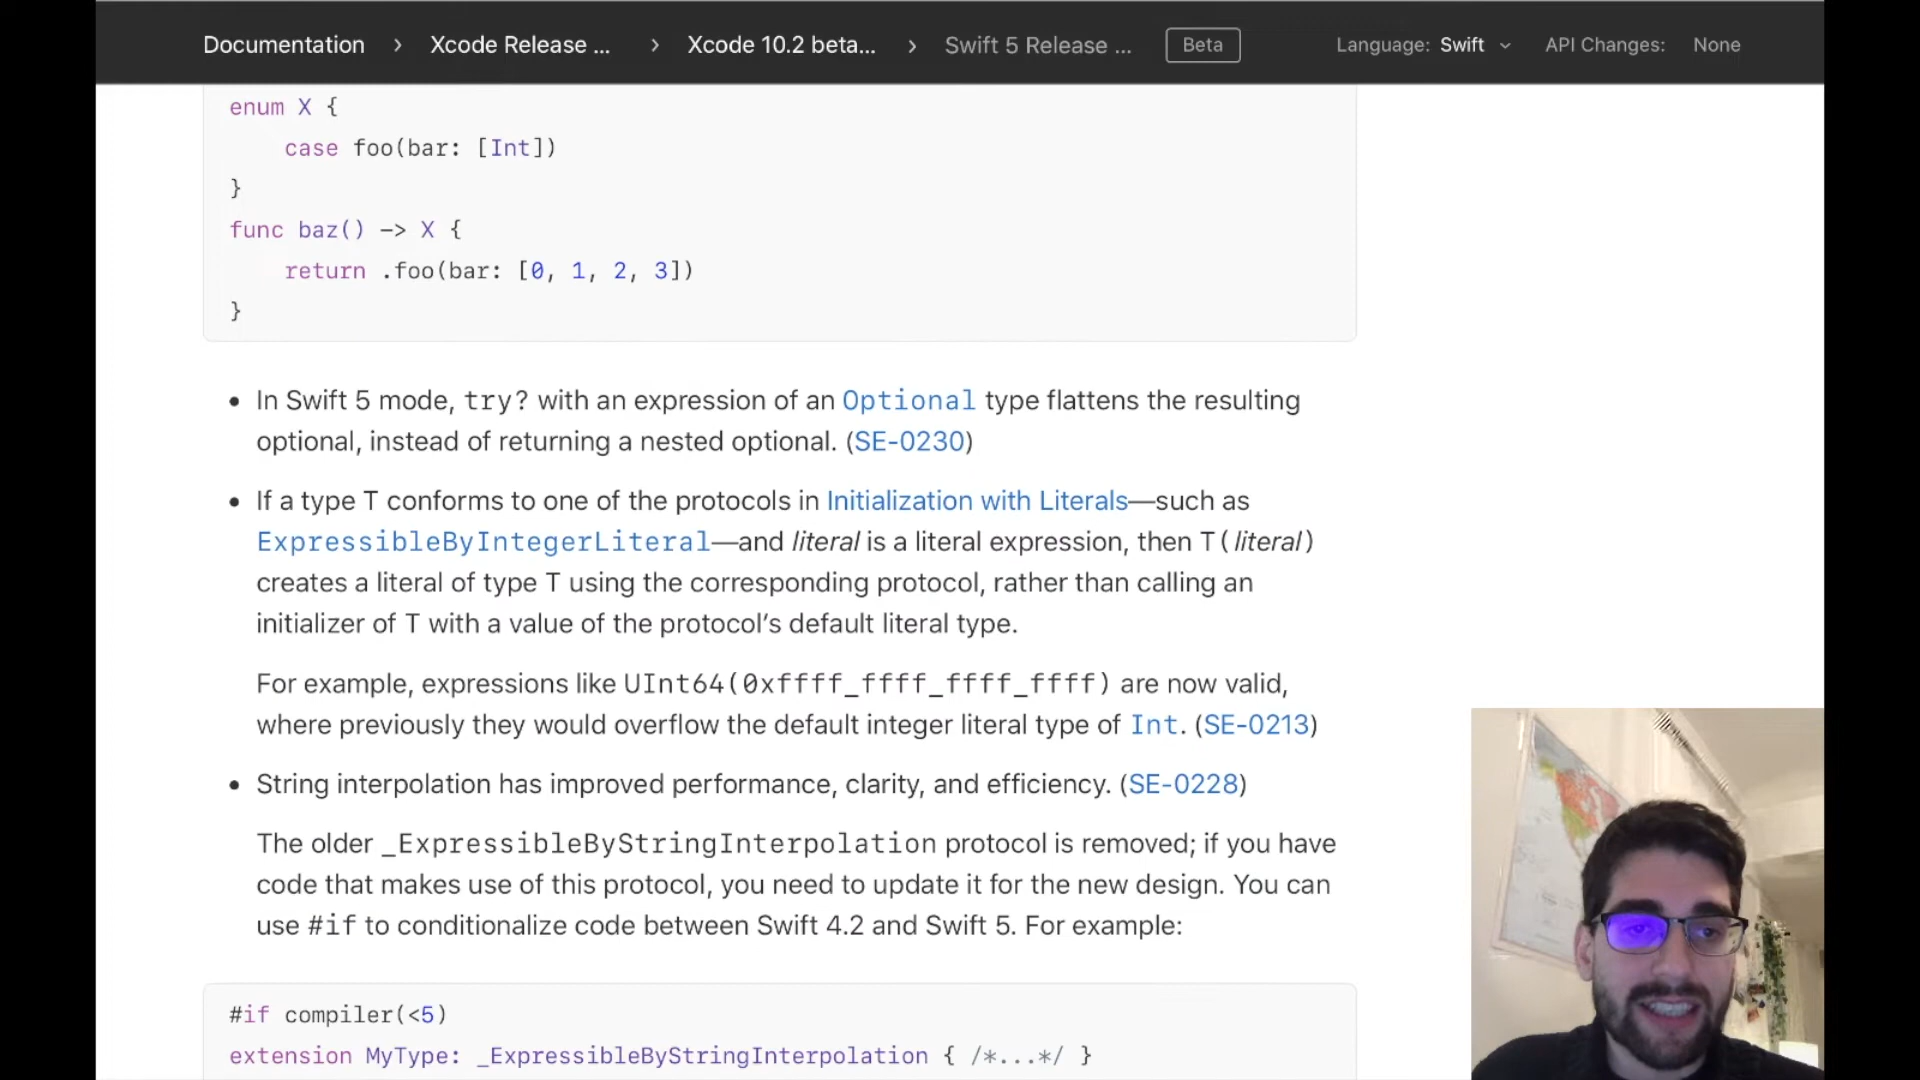 Documentation > Xcode Release ... > Xcode 10.2 beta... > Swift 5 Release ... Beta Language: Swift API Changes: None
enum X {
case foo(bar: [Int])
}
func baz() -> X {
return .foo(bar: [0, 1, 2, 3])
}
• In Swift 5 mode, try? with an expression of an Optional type flattens the resulting
optional, instead of returning a nested optional. (SE-0230)
• If a type T conforms to one of the protocols in Initialization with Literals—such as
ExpressibleByIntegerLiteral—and literal is a literal expression, then T(literal)
creates a literal of type T using the corresponding protocol, rather than calling an
initializer of T with a value of the protocol’s default literal type.
For example, expressions like UInt64(0xffff_ffff_ffff_ffff) are now valid,
where previously they would overflow the default integer literal type of Int. (SE-0213)
• String interpolation has improved performance, clarity, and efficiency. (SE-0228)
The older _ExpressibleByStringInterpolation protocol is removed; if you have
code that makes use of this protocol, you need to update it for the new design. You can
use #if to conditionalize code between Swift 4.2 and Swift 5. For example:
#if compiler(<5)
extension MyType: _ExpressibleByStringInterpolation { /*...*/ }